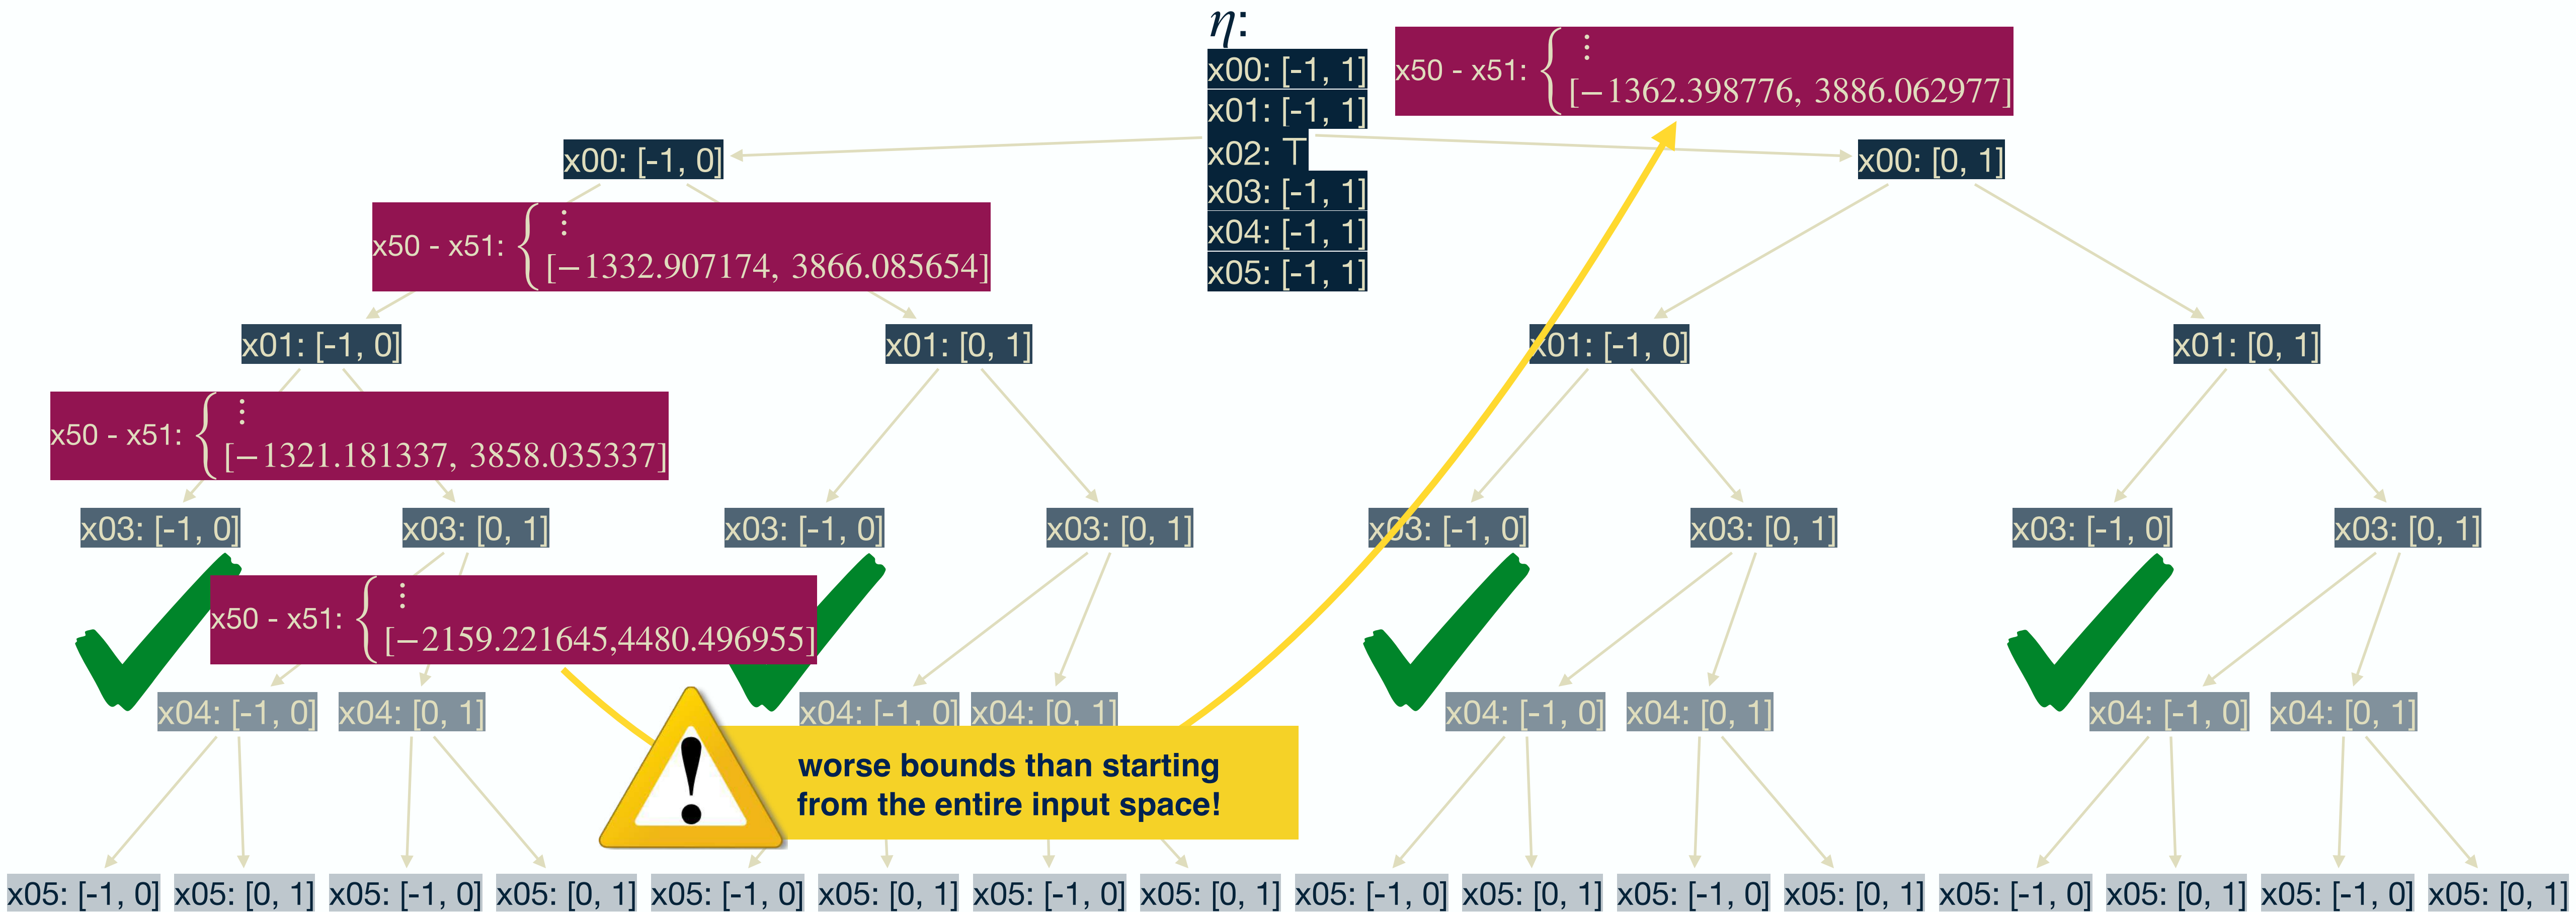 η:
x00: [-1, 1]
x01: [-1, 1]
x02: ⊤
x03: [-1, 1]
x04: [-1, 1]
x05: [-1, 1]
x50 - x51: { ⋮
[−1362.398776, 3886.062977]
x00: [-1, 0]
x00: [0, 1]
x50 - x51: { ⋮
[−1332.907174, 3866.085654]
x01: [-1, 0]
x01: [0, 1]
x01: [-1, 0]
x01: [0, 1]
x50 - x51: { ⋮
[−1321.181337, 3858.035337]
x03: [-1, 0]
x03: [0, 1]
x03: [-1, 0]
x03: [0, 1]
x03: [-1, 0]
x03: [0, 1]
x03: [-1, 0]
x03: [0, 1]
x50 - x51: { ⋮
[−2159.221645,4480.496955]
x04: [-1, 0]
x04: [0, 1]
x04: [-1, 0]
x04: [0, 1]
x04: [-1, 0]
x04: [0, 1]
x04: [-1, 0]
x04: [0, 1]
worse bounds than starting
from the entire input space!
x05: [-1, 0]
x05: [0, 1]
x05: [-1, 0]
x05: [0, 1]
x05: [-1, 0]
x05: [0, 1]
x05: [-1, 0]
x05: [0, 1]
x05: [-1, 0]
x05: [0, 1]
x05: [-1, 0]
x05: [0, 1]
x05: [-1, 0]
x05: [0, 1]
x05: [-1, 0]
x05: [0, 1]